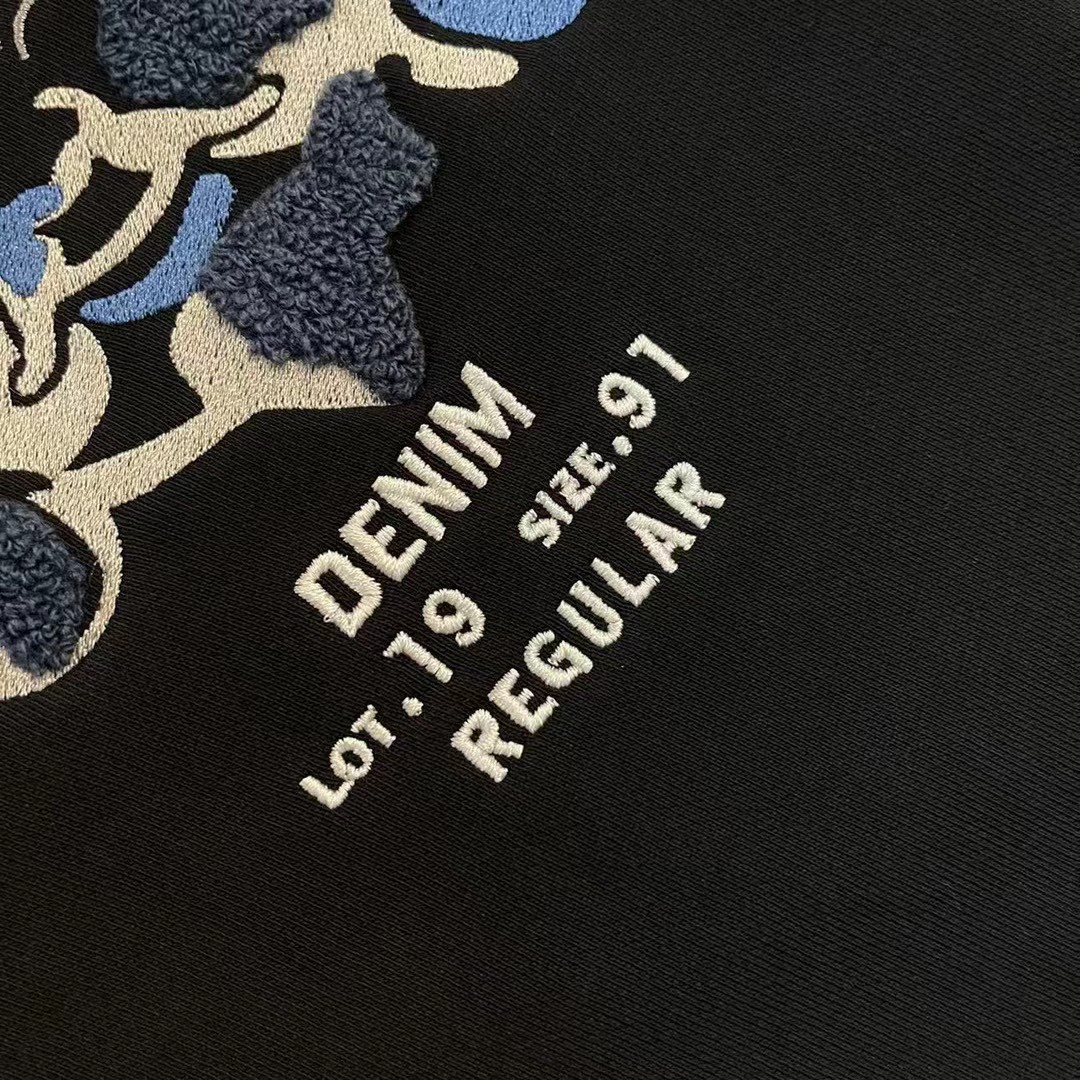 DENIM
LOT.19 SIZE.91
REGULAR